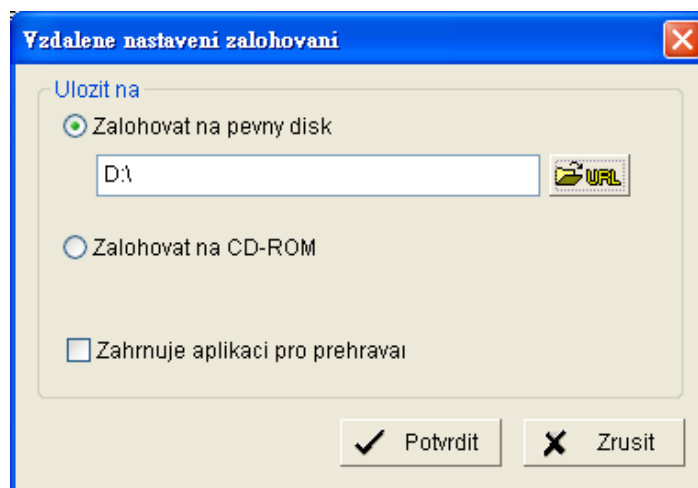 Vzdalene nastaveni zalohovani
Ulozit na
Zalohovat na pevny disk
D:\
URL
Zalohovat na CD-ROM
Zahrnuje aplikaci pro prehravar
Potvrdit
Zrusit